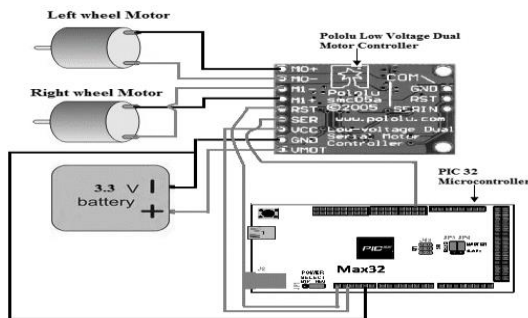 Left wheel Motor
Pololu Low Voltage Dual
Motor Controller
Right wheel Motor
M0+
M0-
M1-
M1+
RST
SER
VCC
GND
VMOT
Pololu
smc05a
©2005
www.pololu.com
Low-voltage Dual
Serial Motor
Controller
COM
GND
RST
SERIN
3.3 V
battery
PIC 32
Microcontroller
PIC
Max32
POWER
SELECT